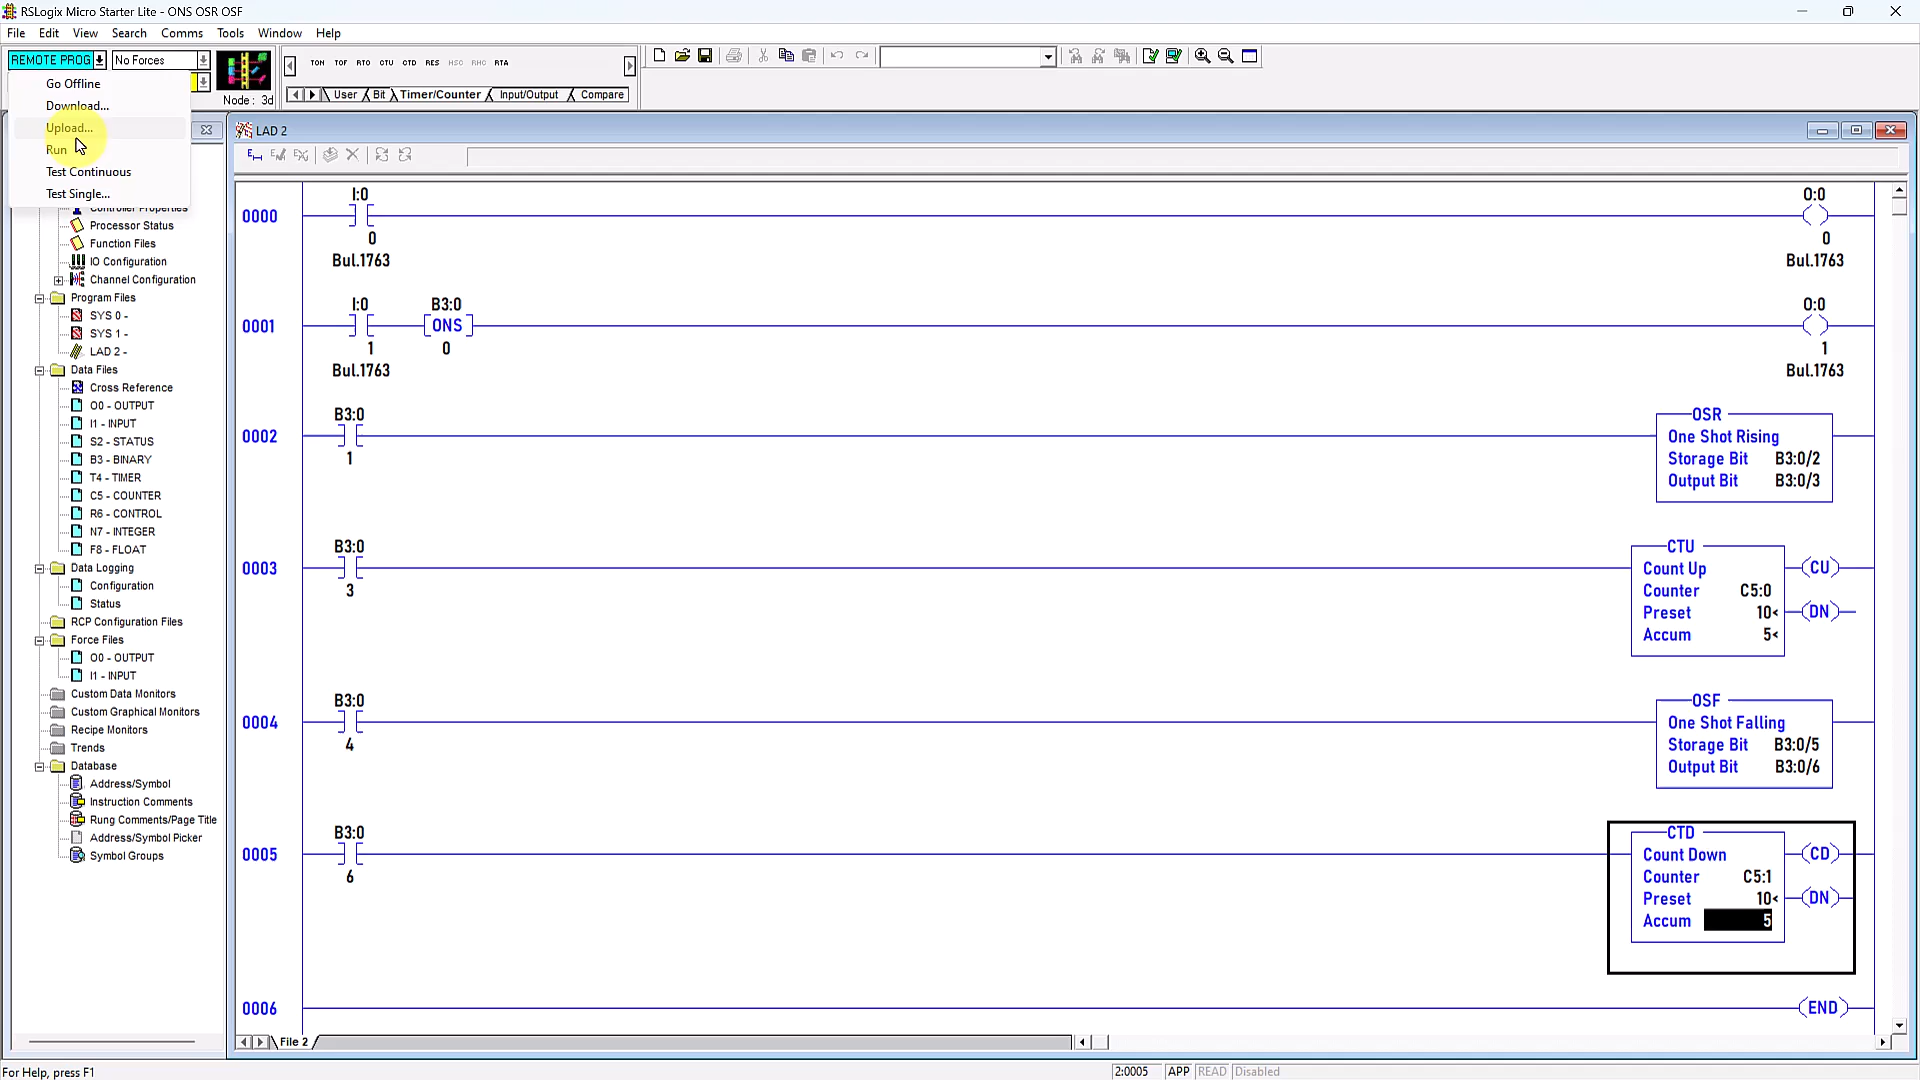 RSLogix Micro Starter Lite - ONS OSR OSF
File Edit View Search Comms Tools Window Help
REMOTE PROG No Forces
TON TOF RTO CTU CTD RES HSC RHC RTA
Node : 3d
User Bit Timer/Counter Input/Output Compare
Go Offline
Download...
Upload...
Run
Test Continuous
Test Single...
Controller Properties
Processor Status
Function Files
IO Configuration
Channel Configuration
Program Files
SYS 0 -
SYS 1 -
LAD 2 -
Data Files
Cross Reference
O0 - OUTPUT
I1 - INPUT
S2 - STATUS
B3 - BINARY
T4 - TIMER
C5 - COUNTER
R6 - CONTROL
N7 - INTEGER
F8 - FLOAT
Data Logging
Configuration
Status
RCP Configuration Files
Force Files
O0 - OUTPUT
I1 - INPUT
Custom Data Monitors
Custom Graphical Monitors
Recipe Monitors
Trends
Database
Address/Symbol
Instruction Comments
Rung Comments/Page Title
Address/Symbol Picker
Symbol Groups
LAD 2
I:0 O:0
0000
0 0
Bul.1763 Bul.1763
I:0 B3:0 O:0
0001 ONS
1 0 1
Bul.1763 Bul.1763
B3:0 OSR
0002 One Shot Rising
1 Storage Bit B3:0/2
Output Bit B3:0/3
B3:0 CTU
0003 Count Up CU
3 Counter C5:0
Preset 10< DN
Accum 5<
B3:0 OSF
0004 One Shot Falling
4 Storage Bit B3:0/5
Output Bit B3:0/6
B3:0 CTD
0005 Count Down CD
6 Counter C5:1
Preset 10< DN
Accum 5
0006 END
File 2
For Help, press F1 2:0005 APP READ Disabled